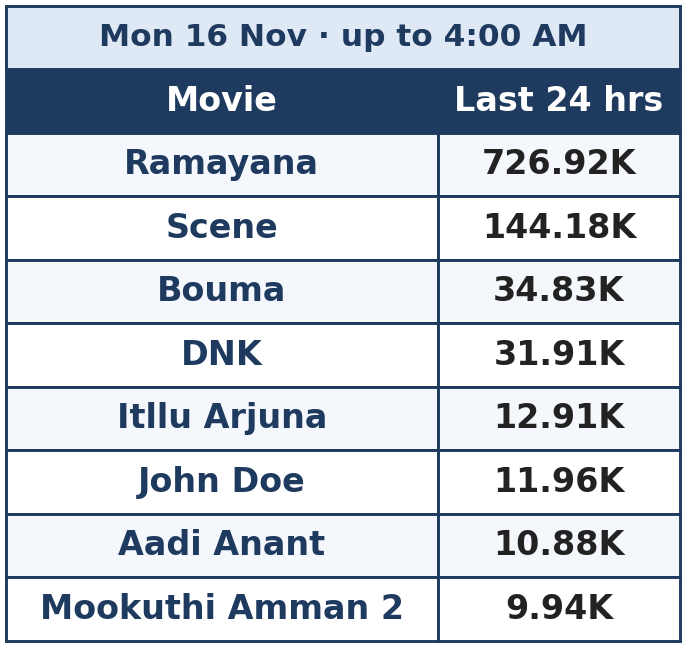 Mon 16 Nov · up to 4:00 AM
Movie Last 24 hrs
Ramayana 726.92K
Scene 144.18K
Bouma 34.83K
DNK 31.91K
Itllu Arjuna 12.91K
John Doe 11.96K
Aadi Anant 10.88K
Mookuthi Amman 2 9.94K